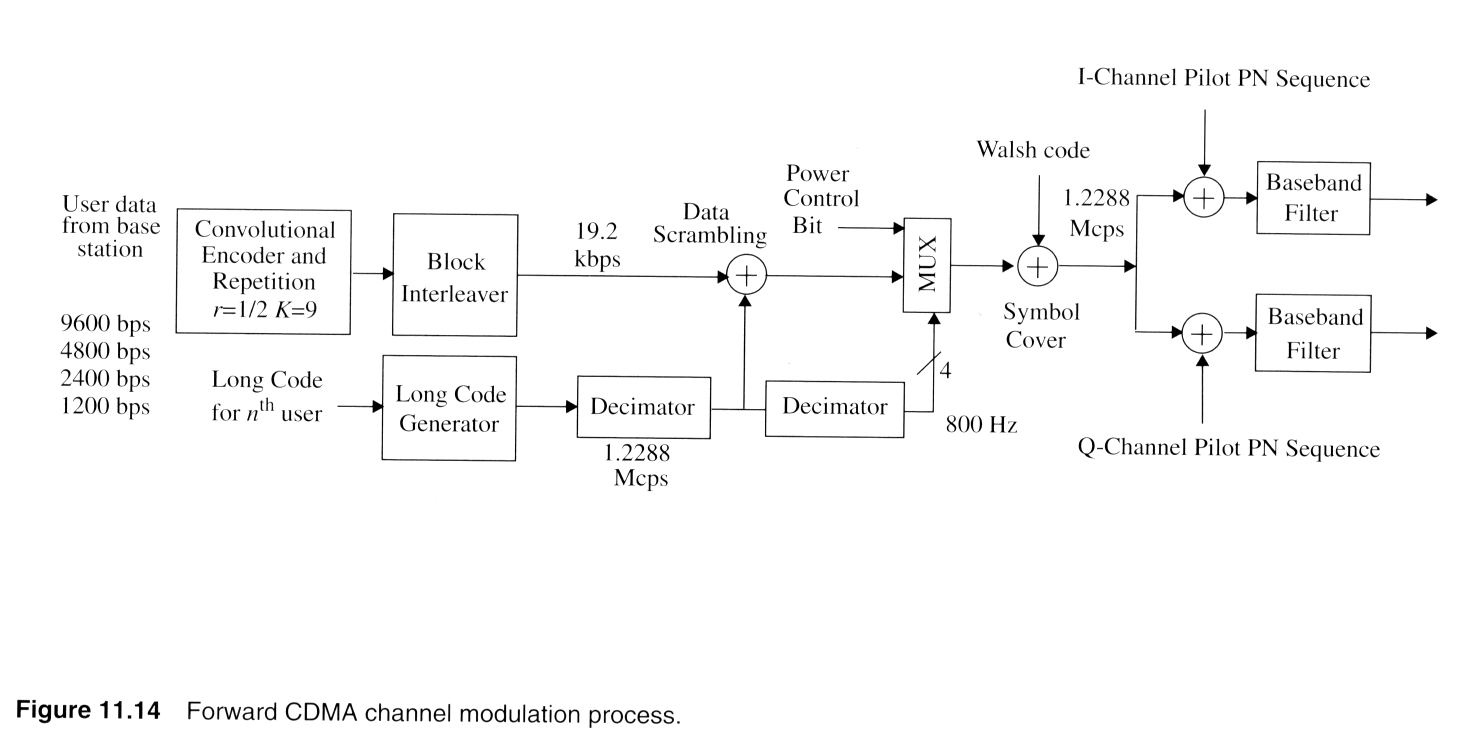 I-Channel Pilot PN Sequence
Walsh code
Power
Control
Bit
1.2288
Mcps
Baseband
Filter
User data
from base
station
Convolutional
Encoder and
Repetition
r=1/2 K=9
Block
Interleaver
19.2
kbps
Data
Scrambling
+
MUX
+
+
Symbol
Cover
+
Baseband
Filter
9600 bps
4800 bps
2400 bps
1200 bps
Long Code
for nth user
Long Code
Generator
Decimator
1.2288
Mcps
Decimator
4
800 Hz
Q-Channel Pilot PN Sequence
Figure 11.14 Forward CDMA channel modulation process.